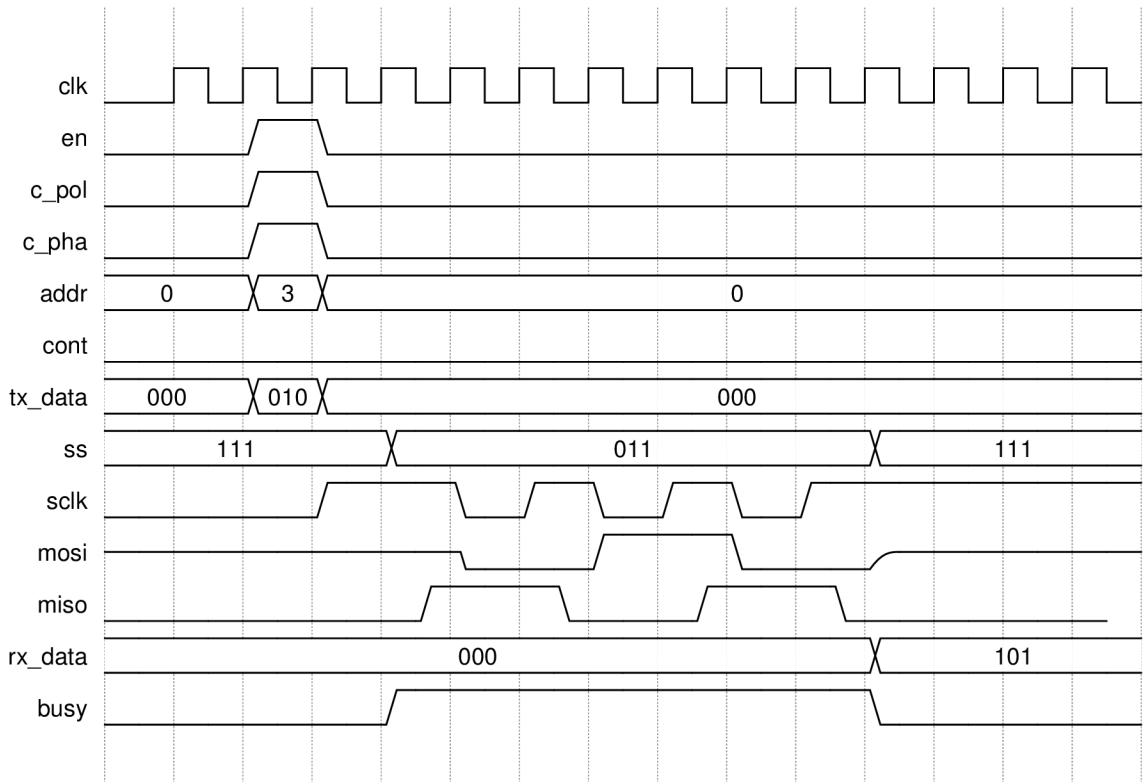 clk
en
c_pol
c_pha
addr 0 3 0
cont
tx_data 000 010 000
ss 111 011 111
sclk
mosi
miso
rx_data 000 101
busy